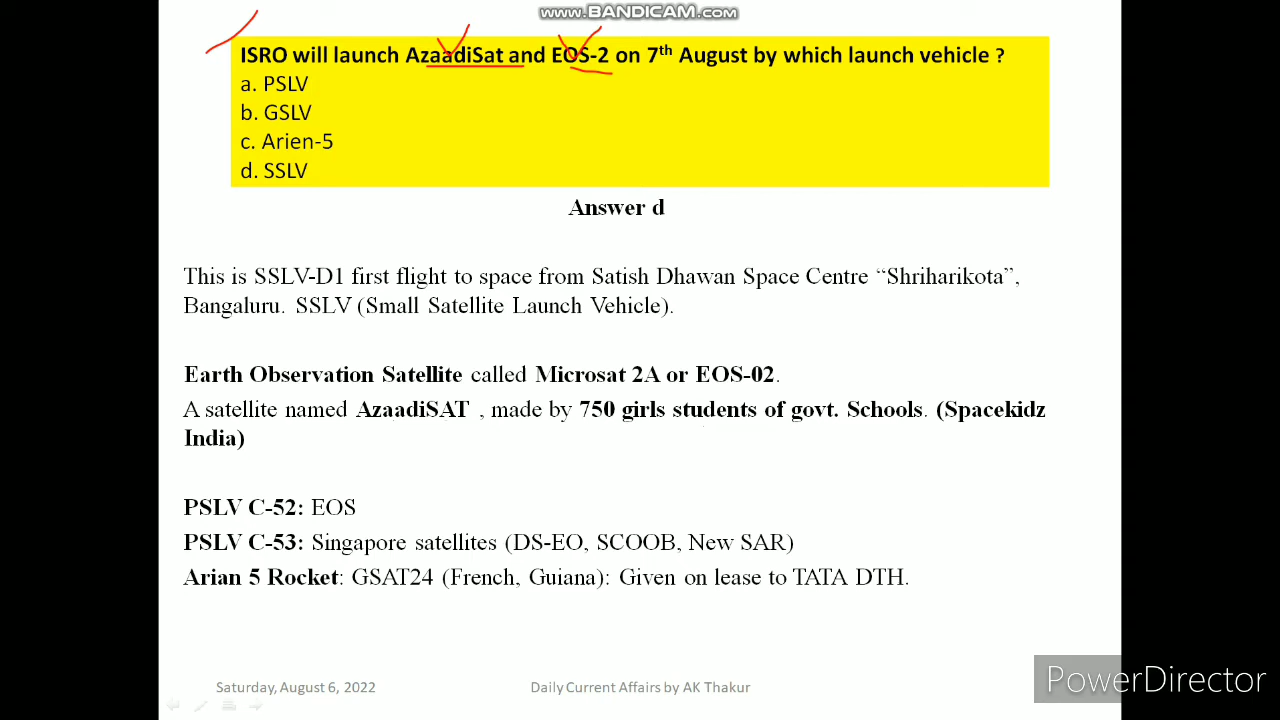 www.BANDICAM.com
ISRO will launch AzaadiSat and EOS-2 on 7th August by which launch vehicle ?
a. PSLV
b. GSLV
c. Arien-5
d. SSLV
Answer d
This is SSLV-D1 first flight to space from Satish Dhawan Space Centre “Shriharikota”,
Bangaluru. SSLV (Small Satellite Launch Vehicle).
Earth Observation Satellite called Microsat 2A or EOS-02.
A satellite named AzaadiSAT , made by 750 girls students of govt. Schools. (Spacekidz
India)
PSLV C-52: EOS
PSLV C-53: Singapore satellites (DS-EO, SCOOB, New SAR)
Arian 5 Rocket: GSAT24 (French, Guiana): Given on lease to TATA DTH.
Saturday, August 6, 2022
Daily Current Affairs by AK Thakur
PowerDirector